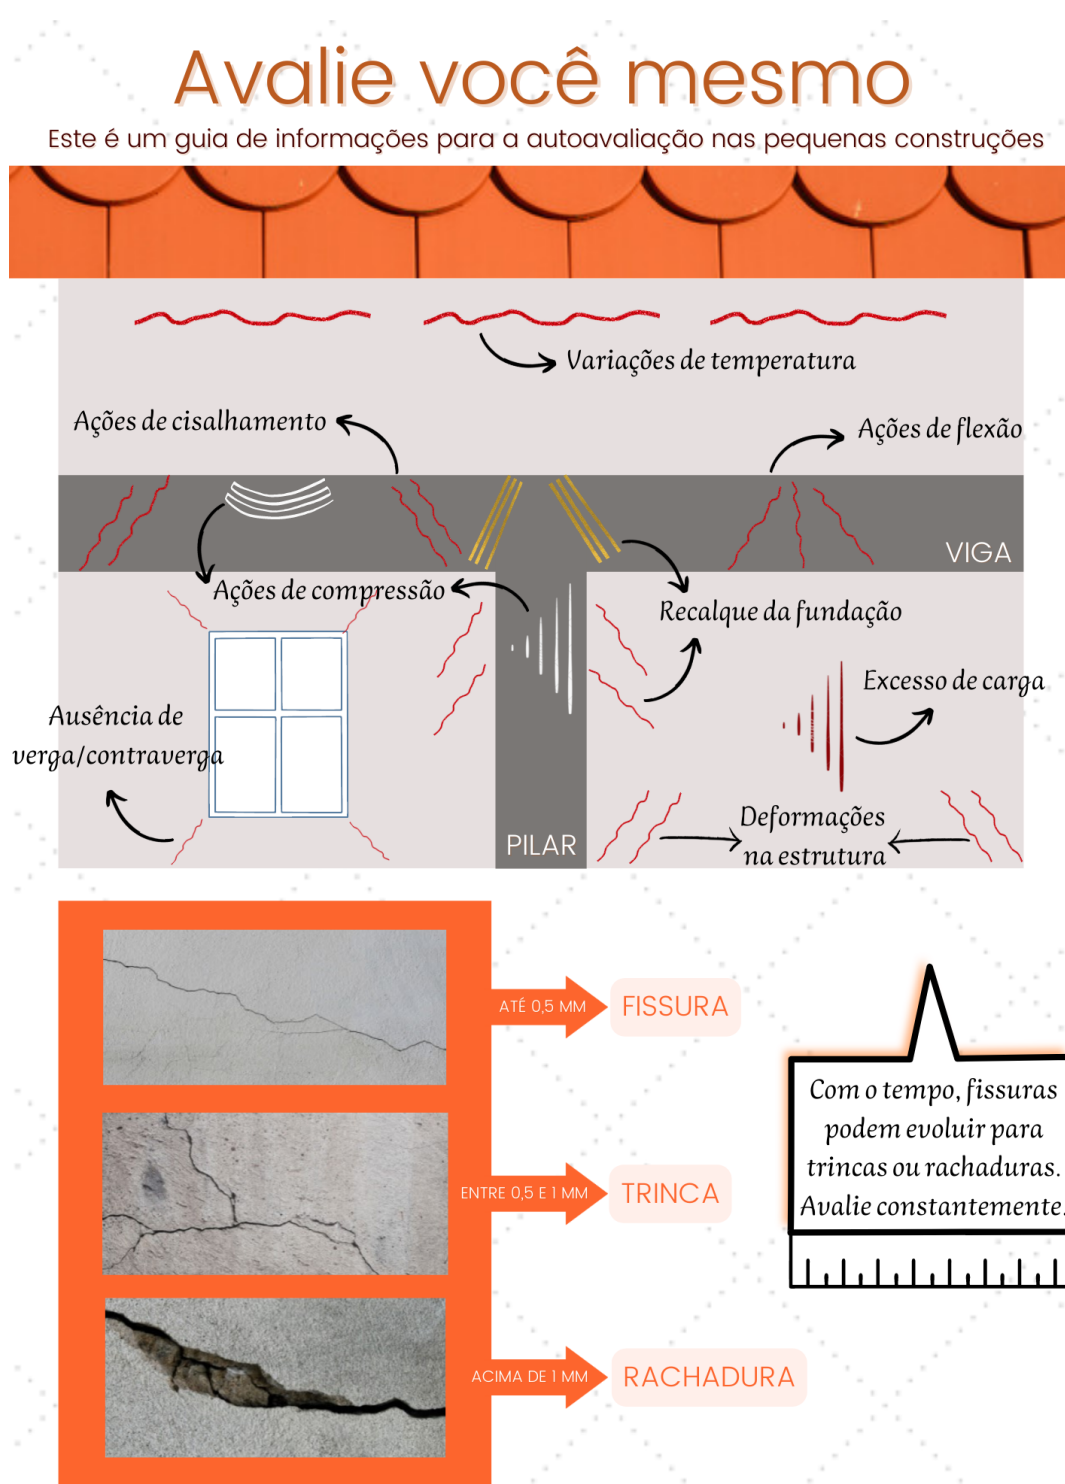 Avalie você mesmo
Este é um guia de informações para a autoavaliação nas pequenas construções
Variações de temperatura
Ações de cisalhamento
Ações de flexão
VIGA
Ações de compressão
Recalque da fundação
Excesso de carga
Ausência de
verga/contraverga
Deformações
na estrutura
PILAR
ATÉ 0,5 MM
FISSURA
Com o tempo, fissuras
podem evoluir para
trincas ou rachaduras.
Avalie constantemente.
ENTRE 0,5 E 1 MM
TRINCA
ACIMA DE 1 MM
RACHADURA